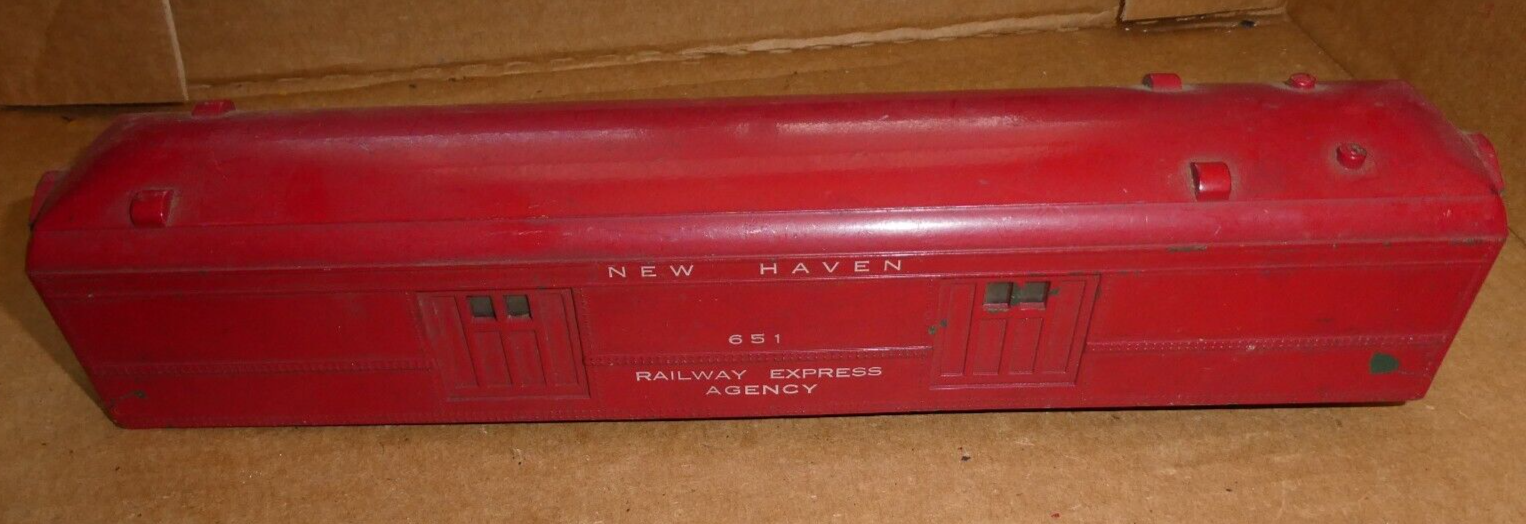 NEW HAVEN
651
RAILWAY EXPRESS
AGENCY